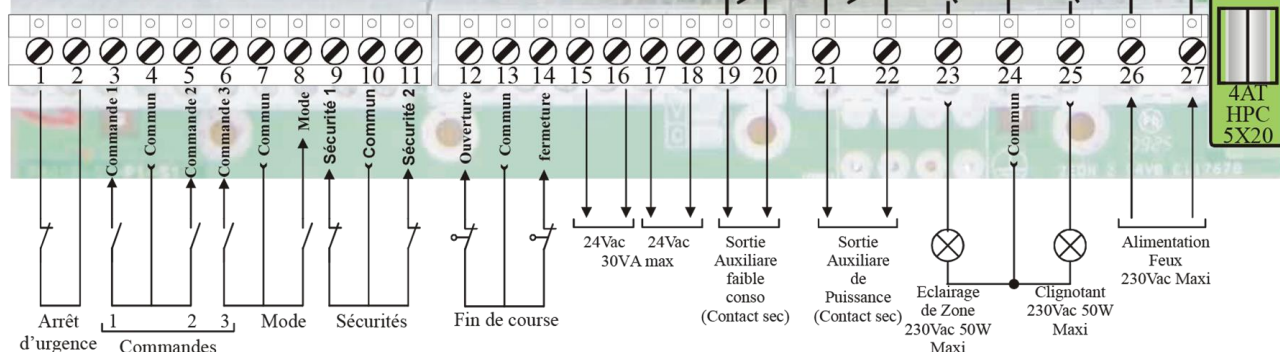 1 2 3 4 5 6 7 8 9 10 11 12 13 14 15 16 17 18 19 20 21 22 23 24 25 26 27
4AT
HPC
5X20
Commande 1
Commun
Commande 2
Commande 3
Commun
Mode
Sécurité 1
Commun
Sécurité 2
Ouverture
Commun
fermeture
Commun
Arrêt
d’urgence
1 2 3
Commandes
Mode
Sécurités
Fin de course
24Vac 24Vac
30VA max
Sortie
Auxiliare
faible
conso
(Contact sec)
Sortie
Auxiliare
de
Puissance
(Contact sec)
Eclairage
de Zone
230Vac 50W
Maxi
Clignotant
230Vac 50W
Maxi
Alimentation
Feux
230Vac Maxi